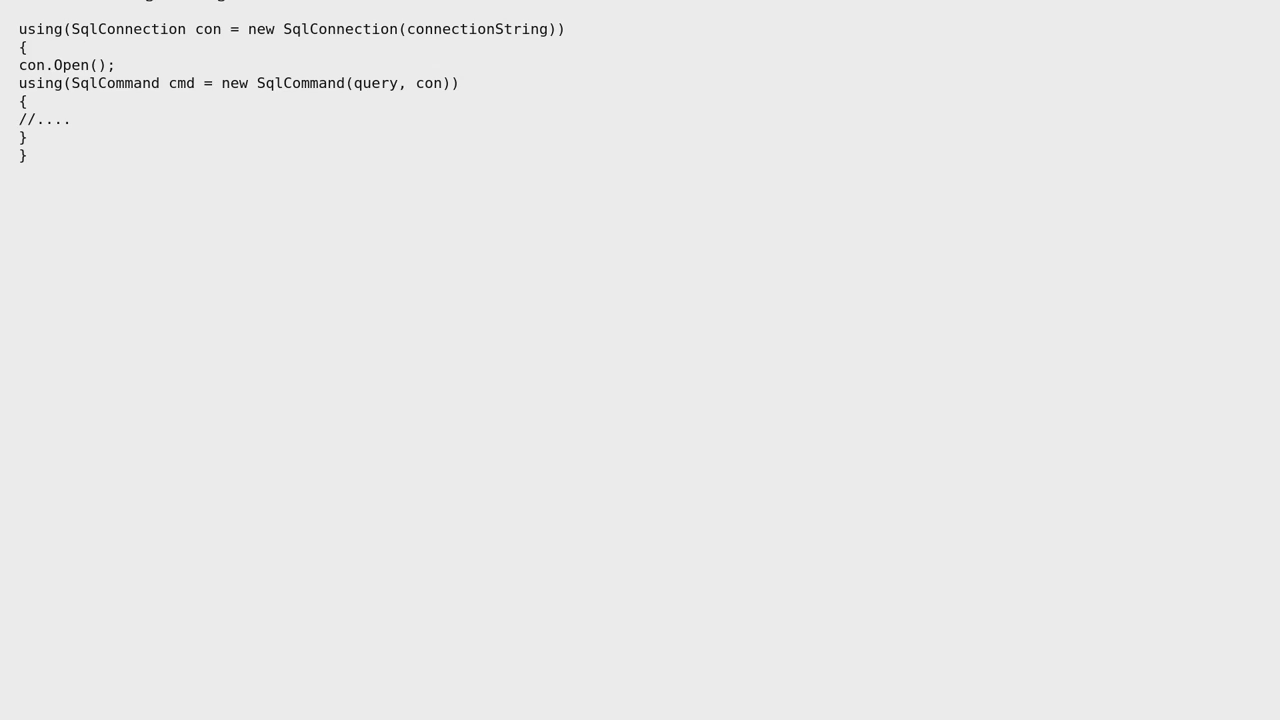 using(SqlConnection con = new SqlConnection(connectionString))
{
con.Open();
using(SqlCommand cmd = new SqlCommand(query, con))
{
//....
}
}